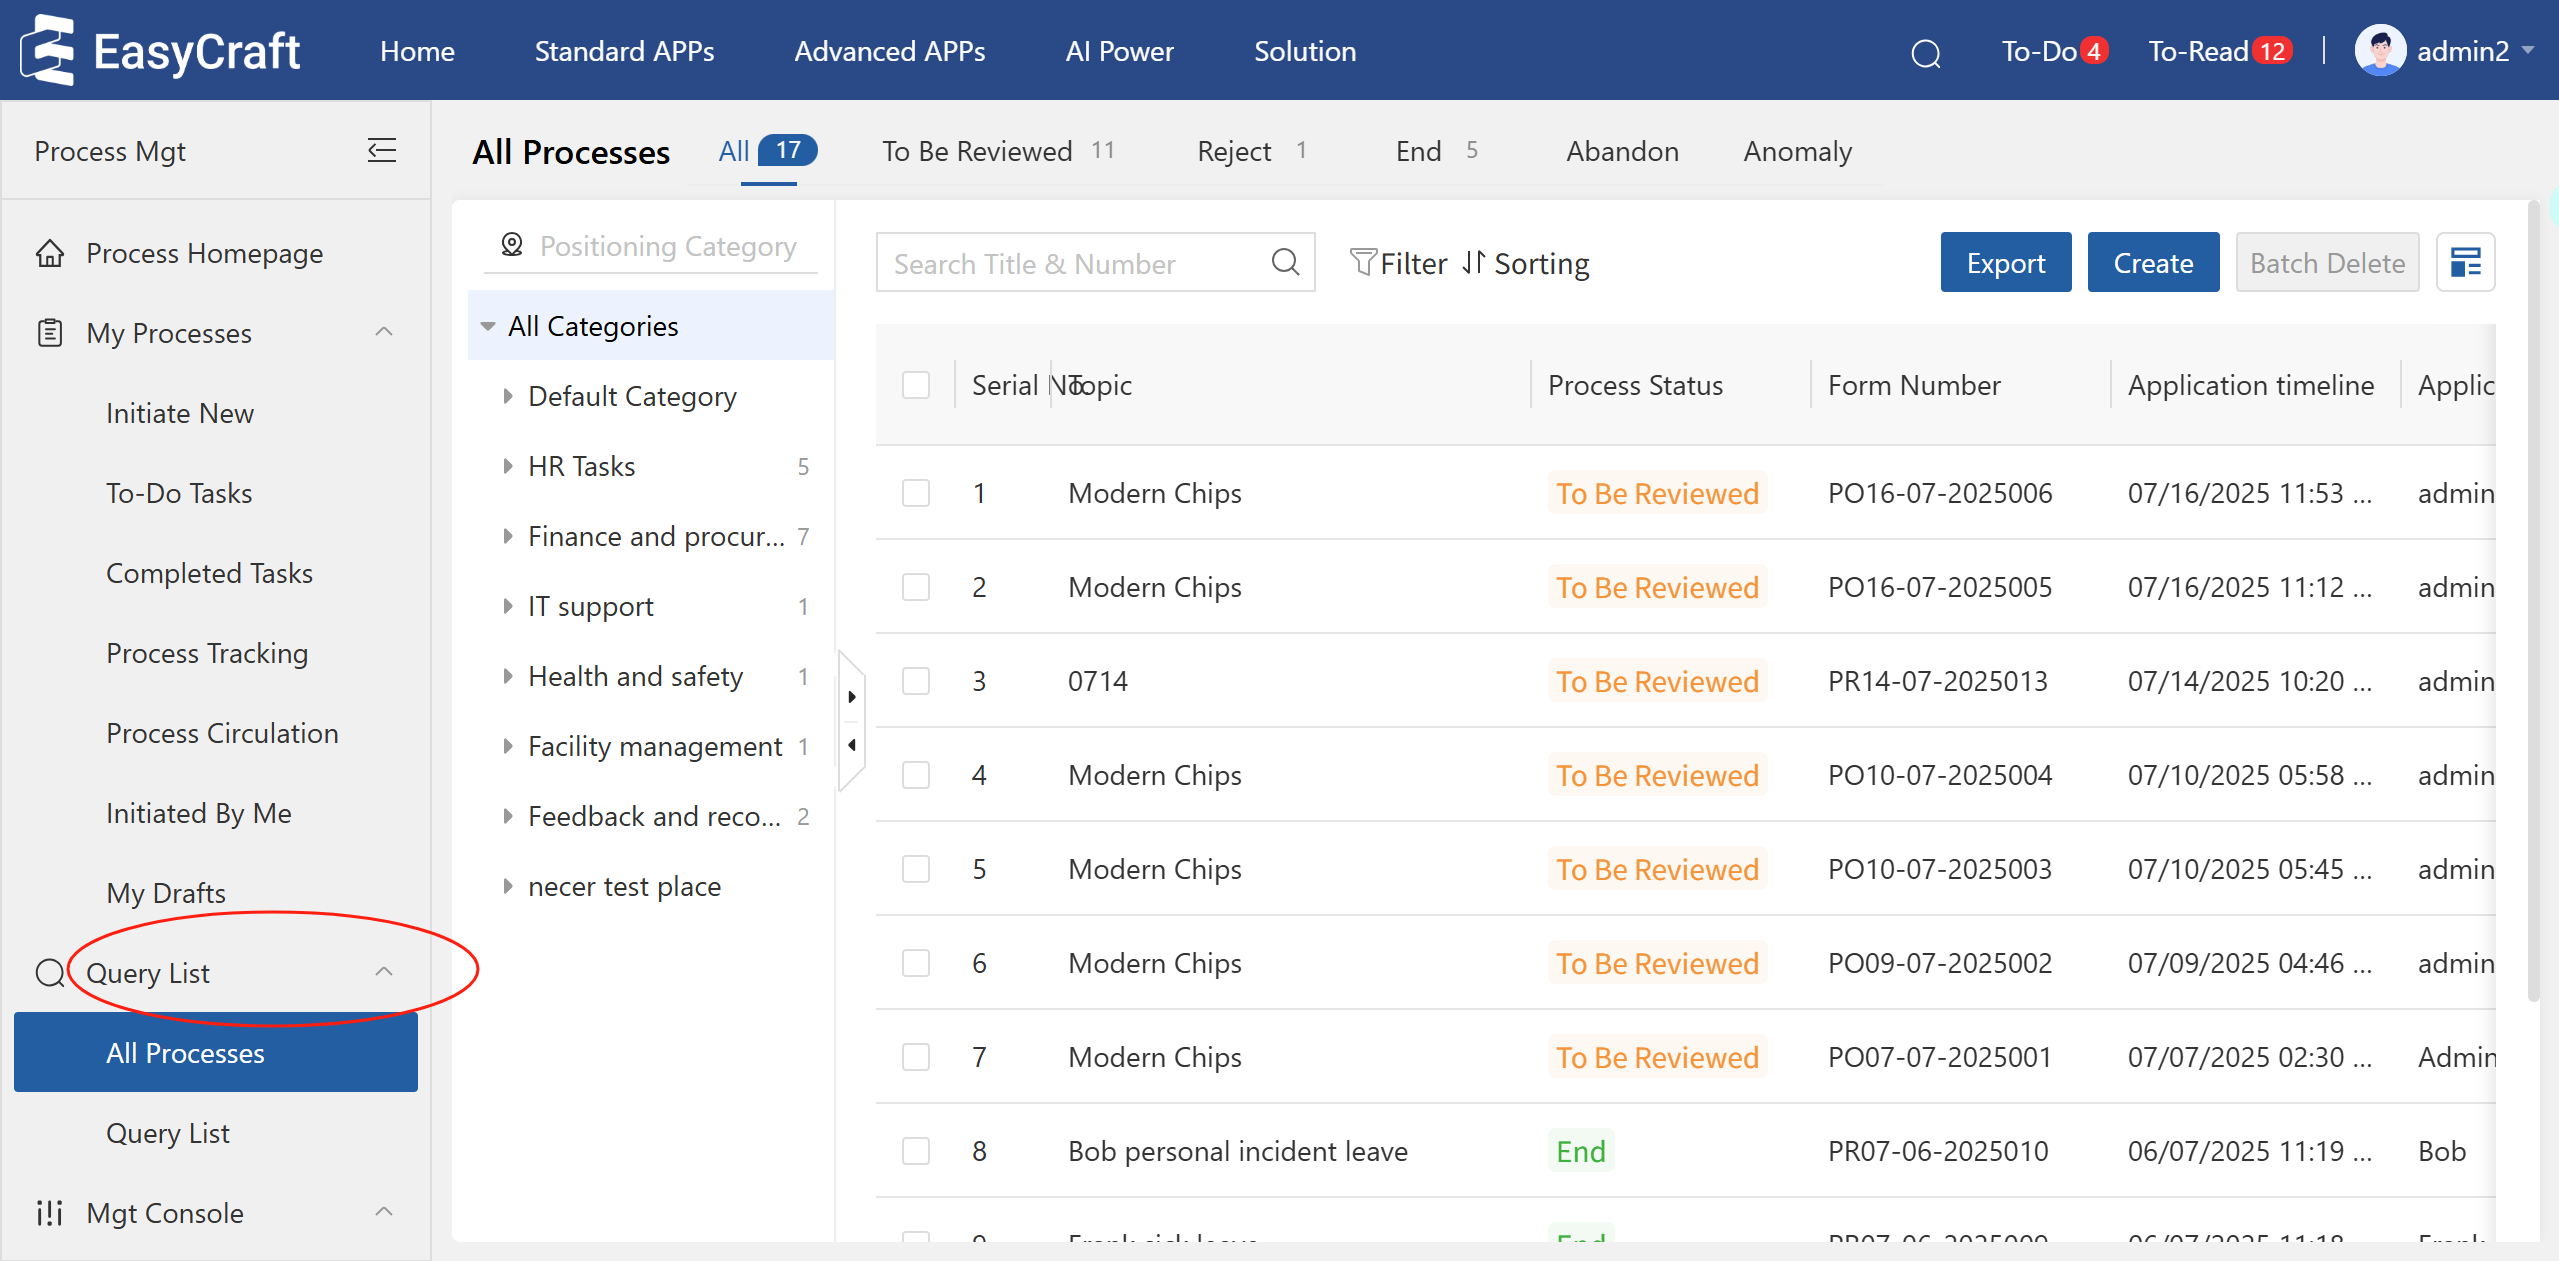 EasyCraft Home Standard APPs Advanced APPs AI Power Solution To-Do 4 To-Read 12 admin2
Process Mgt
All Processes All 17 To Be Reviewed 11 Reject 1 End 5 Abandon Anomaly
Process Homepage
My Processes
Initiate New
To-Do Tasks
Completed Tasks
Process Tracking
Process Circulation
Initiated By Me
My Drafts
Query List
All Processes
Query List
Mgt Console
Positioning Category
All Categories
Default Category
HR Tasks 5
Finance and procur... 7
IT support 1
Health and safety 1
Facility management 1
Feedback and reco... 2
necer test place
Search Title & Number Filter Sorting Export Create Batch Delete
Serial No Topic Process Status Form Number Application timeline Applic
1 Modern Chips To Be Reviewed PO16-07-2025006 07/16/2025 11:53 ... admin
2 Modern Chips To Be Reviewed PO16-07-2025005 07/16/2025 11:12 ... admin
3 0714 To Be Reviewed PR14-07-2025013 07/14/2025 10:20 ... admin
4 Modern Chips To Be Reviewed PO10-07-2025004 07/10/2025 05:58 ... admin
5 Modern Chips To Be Reviewed PO10-07-2025003 07/10/2025 05:45 ... admin
6 Modern Chips To Be Reviewed PO09-07-2025002 07/09/2025 04:46 ... admin
7 Modern Chips To Be Reviewed PO07-07-2025001 07/07/2025 02:30 ... Admin
8 Bob personal incident leave End PR07-06-2025010 06/07/2025 11:19 ... Bob